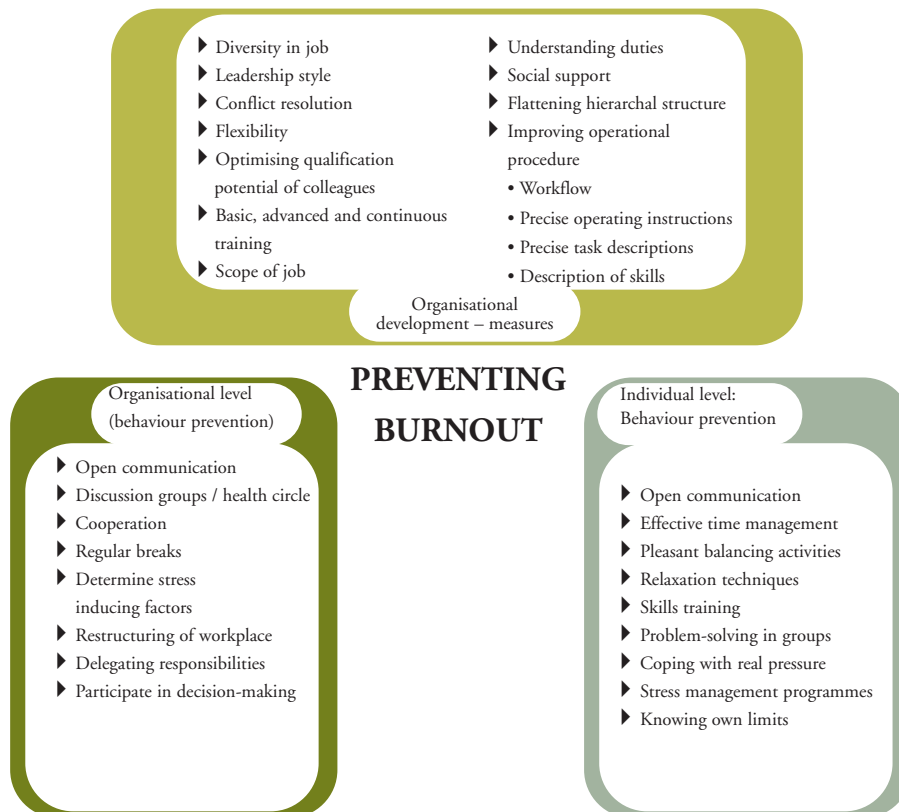 Diversity in job
Leadership style
Conflict resolution
Flexibility
Optimising qualification
potential of colleagues
Basic, advanced and continuous
training
Scope of job
Understanding duties
Social support
Flattening hierarchal structure
Improving operational
procedure
• Workflow
• Precise operating instructions
• Precise task descriptions
• Description of skills
Organisational
development – measures
PREVENTING
BURNOUT
Organisational level
(behaviour prevention)
Open communication
Discussion groups / health circle
Cooperation
Regular breaks
Determine stress
inducing factors
Restructuring of workplace
Delegating responsibilities
Participate in decision-making
Individual level:
Behaviour prevention
Open communication
Effective time management
Pleasant balancing activities
Relaxation techniques
Skills training
Problem-solving in groups
Coping with real pressure
Stress management programmes
Knowing own limits